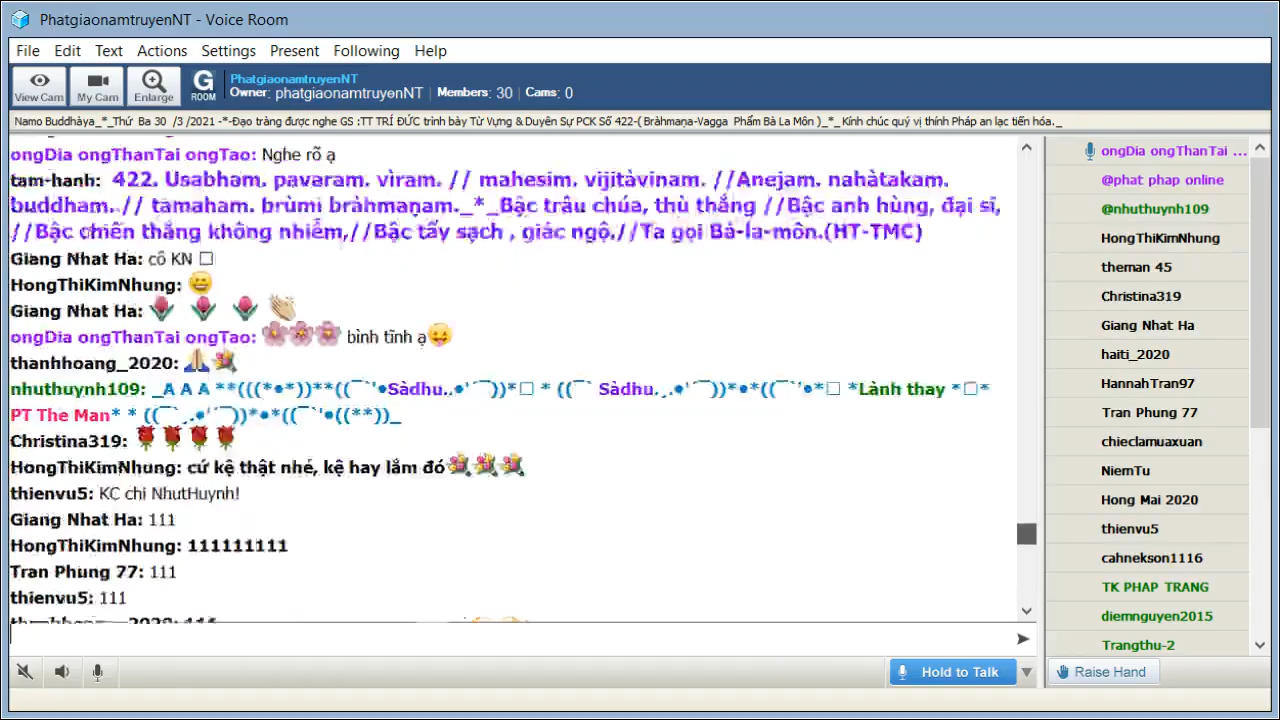 PhatgiaonamtruyenNT - Voice Room
File Edit Text Actions Settings Present Following Help
View Cam My Cam Enlarge G ROOM PhatgiaonamtruyenNT
Owner: phatgiaonamtruyenNT Members: 30 Cams: 0
Namo Buddhàya_*_Thứ Ba 30 /3 /2021 -*-Đạo tràng được nghe GS :TT TRÍ ĐỨC trình bày Từ Vựng & Duyên Sự PCK Số 422-( Bràhmaṇa-Vagga Phẩm Bà La Môn )_*_Kính chúc quý vị thính Pháp an lạc tiến hóa._
ongDia ongThanTai ongTao: Nghe rõ ạ
tam-hanh: 422. Usabham. pavaram. vìram. // mahesim. vijitàvinam. //Anejam. nahàtakam.
buddham. // tamaham. brùmi bràhmaṇam._*_Bậc trâu chúa, thù thắng //Bậc anh hùng, đại sĩ,
//Bậc chiến thắng không nhiễm,//Bậc tẩy sạch , giác ngộ,//Ta gọi Bà-la-môn.(HT-TMC)
Giang Nhat Ha: cô KN □
HongThiKimNhung: 😄
Giang Nhat Ha: 🌷 🌷 🌷 👏
ongDia ongThanTai ongTao: 🌸🌸🌸 bình tĩnh ạ😝
thanhhoang_2020: 🙏💐
nhuthuynh109: _A A A **(((*•*))**((¯`'•Sàdhu..•'´¯))*□ * ((¯` Sàdhu.¸.•'´¯))*•*((¯`'•*□ *Lành thay *□*
PT The Man* * ((¯`¸.•'´¯))*•*((¯`'•((**))_
Christina319: 🌹🌹🌹🌹
HongThiKimNhung: cứ kệ thật nhé, kệ hay lắm đó💐💐💐
thienvu5: KC chi NhutHuynh!
Giang Nhat Ha: 111
HongThiKimNhung: 111111111
Tran Phung 77: 111
thienvu5: 111
Hold to Talk
ongDia ongThanTai ...
@phat phap online
@nhuthuynh109
HongThiKimNhung
theman 45
Christina319
Giang Nhat Ha
haiti_2020
HannahTran97
Tran Phung 77
chieclamuaxuan
NiemTu
Hong Mai 2020
thienvu5
cahnekson1116
TK PHAP TRANG
diemnguyen2015
Trangthu-2
Raise Hand